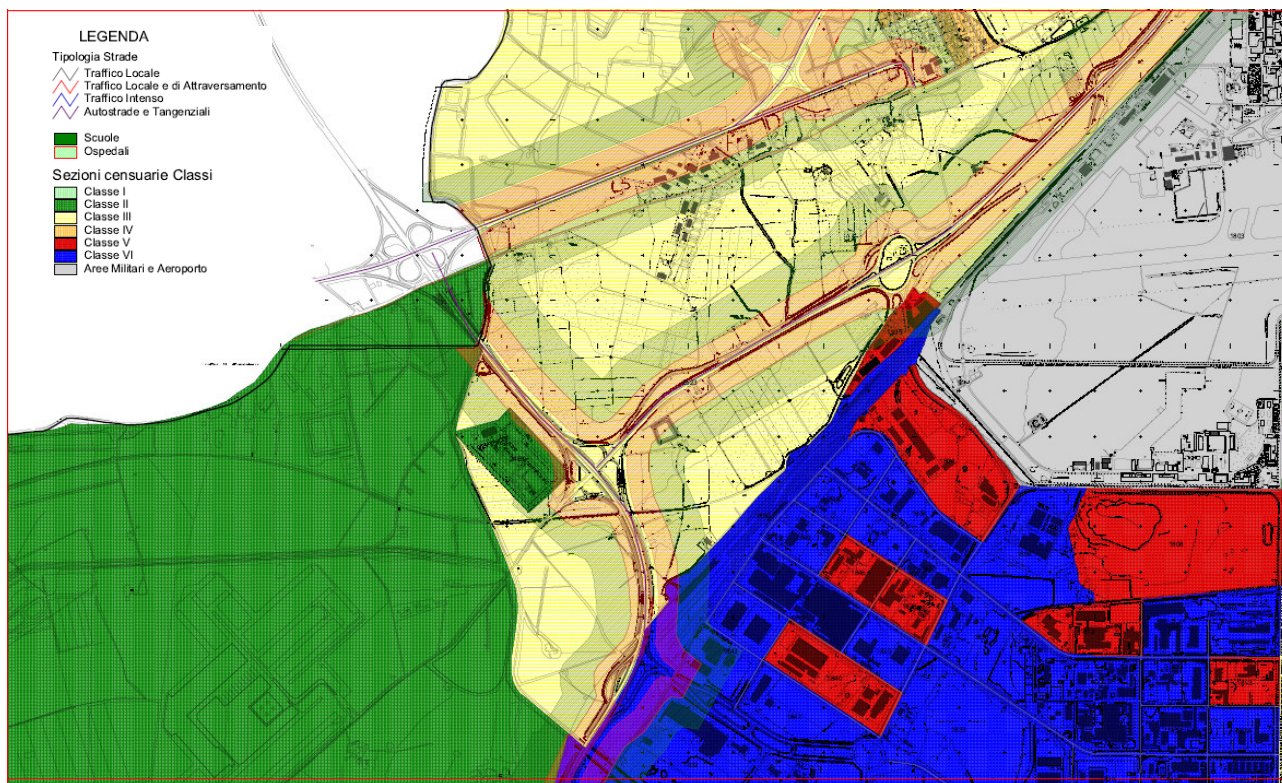 LEGENDA
Tipologia Strade
Traffico Locale
Traffico Locale e di Attraversamento
Traffico Intenso
Autostrade e Tangenziali
Scuole
Ospedali
Sezioni censuarie Classi
Classe I
Classe II
Classe III
Classe IV
Classe V
Classe VI
Aree Militari e Aeroporto